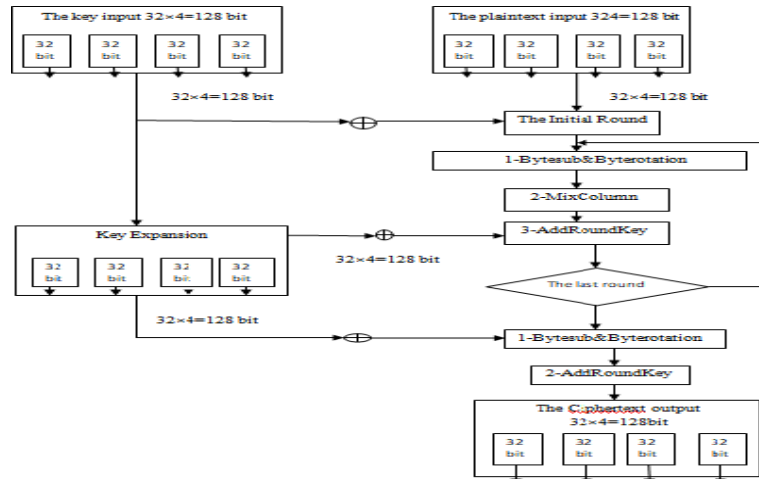 The key input 32×4=128 bit
32 bit
32 bit
32 bit
32 bit
The plaintext input 324=128 bit
32 bit
32 bit
32 bit
32 bit
32×4=128 bit
32×4=128 bit
The Initial Round
1-Bytesub&Byterotation
2-MixColumn
Key Expansion
3-AddRoundKey
32 bit
32 bit
32 bit
32 bit
32×4=128 bit
The last round
32×4=128 bit
1-Bytesub&Byterotation
2-AddRoundKey
The Ciphertext output
32×4=128bit
32 bit
32 bit
32 bit
32 bit